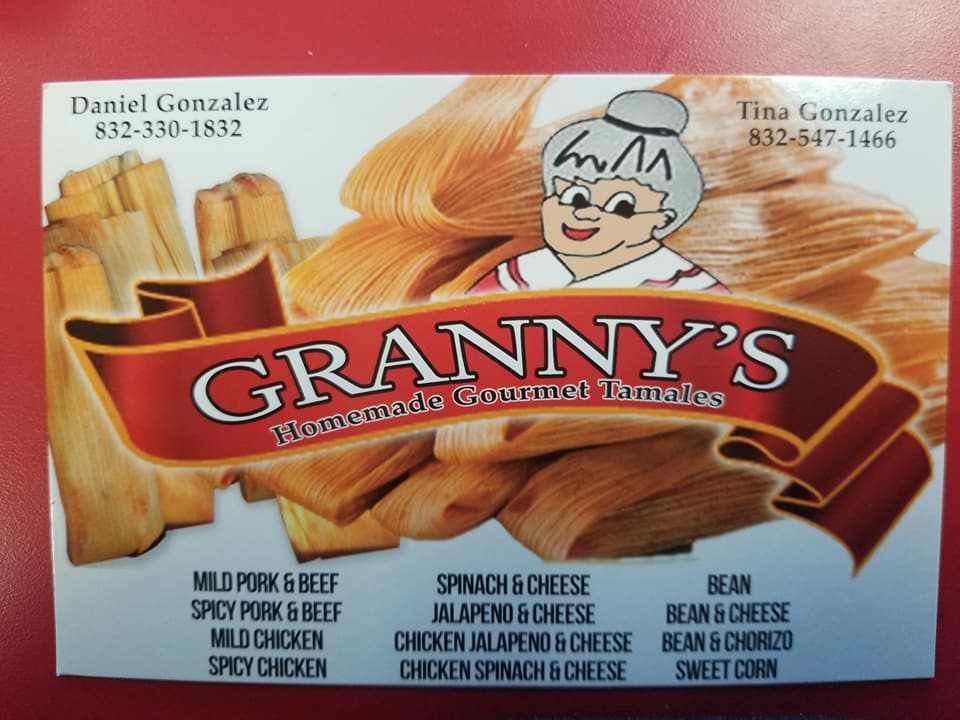 Daniel Gonzalez
832-330-1832
Tina Gonzalez
832-547-1466
GRANNY'S
Homemade Gourmet Tamales
MILD PORK & BEEF
SPICY PORK & BEEF
MILD CHICKEN
SPICY CHICKEN
SPINACH & CHEESE
JALAPENO & CHEESE
CHICKEN JALAPENO & CHEESE
CHICKEN SPINACH & CHEESE
BEAN
BEAN & CHEESE
BEAN & CHORIZO
SWEET CORN